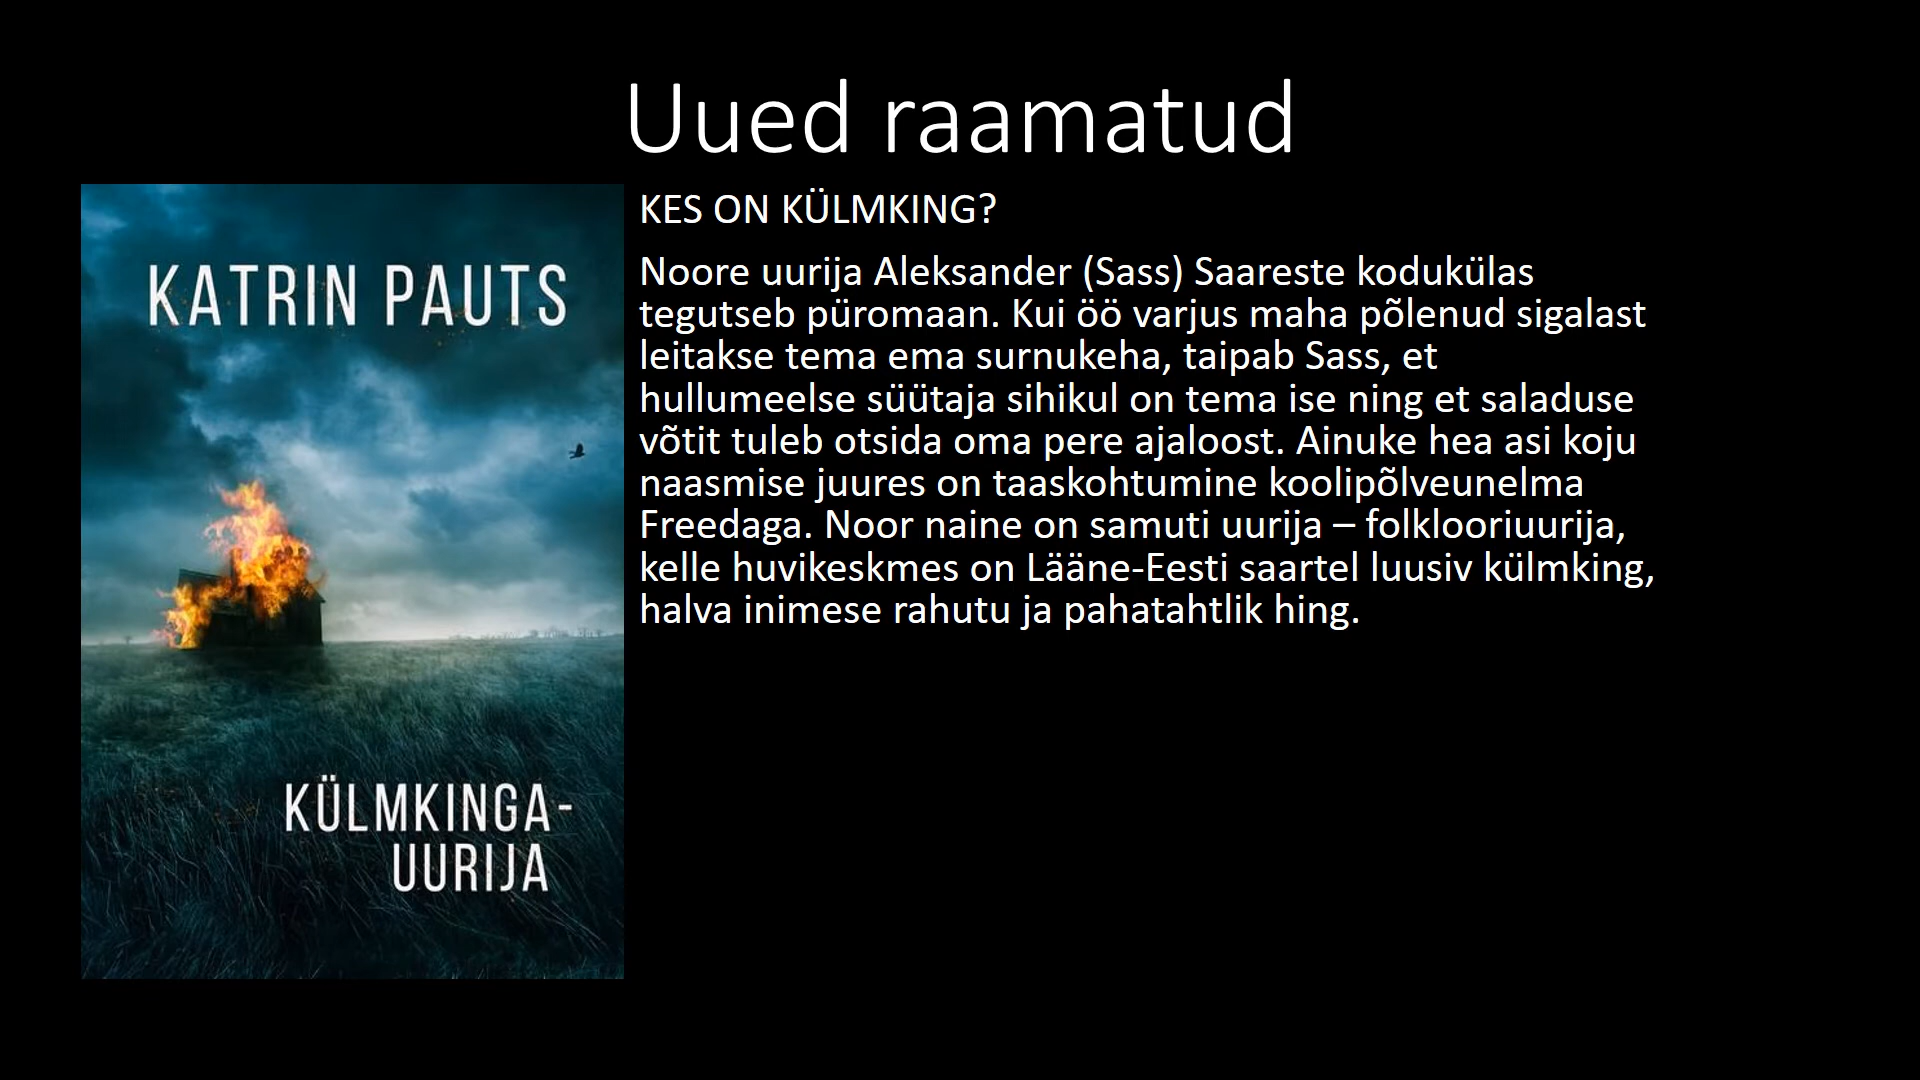 Uued raamatud
KATRIN PAUTS
KÜLMKINGA-
UURIJA
KES ON KÜLMKING?
Noore uurija Aleksander (Sass) Saareste kodukülas
tegutseb püromaan. Kui öö varjus maha põlenud sigalast
leitakse tema ema surnukeha, taipab Sass, et
hullumeelse süütaja sihikul on tema ise ning et saladuse
võtit tuleb otsida oma pere ajaloost. Ainuke hea asi koju
naasmise juures on taaskohtumine koolipõlveunelma
Freedaga. Noor naine on samuti uurija – folklooriuurija,
kelle huvikeskmes on Lääne-Eesti saartel luusiv külmking,
halva inimese rahutu ja pahatahtlik hing.